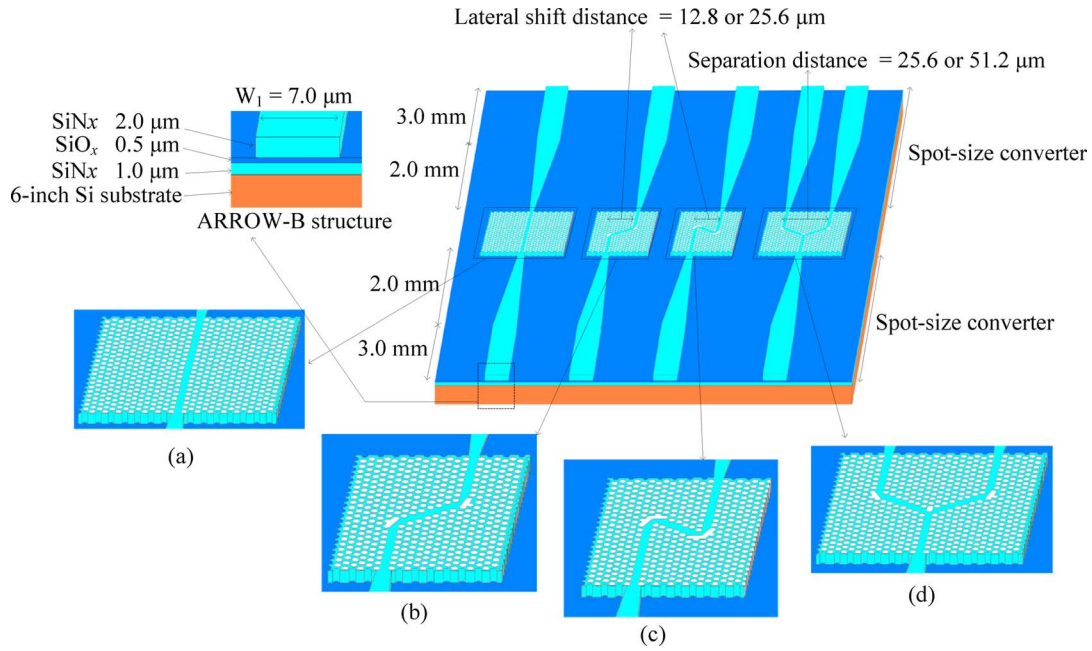 Lateral shift distance = 12.8 or 25.6 μm
Separation distance = 25.6 or 51.2 μm
W₁ = 7.0 μm
SiNx 2.0 μm
SiOₓ 0.5 μm
SiNx 1.0 μm
6-inch Si substrate
ARROW-B structure
3.0 mm
2.0 mm
Spot-size converter
2.0 mm
3.0 mm
Spot-size converter
(a)
(b)
(c)
(d)